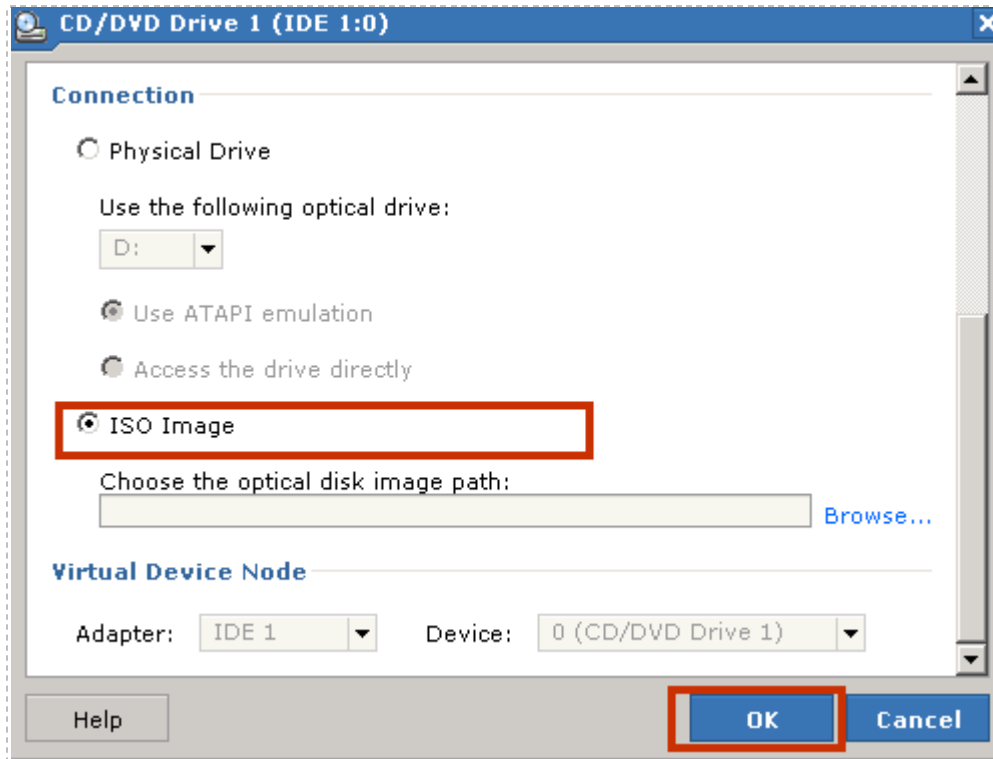 CD/DVD Drive 1 (IDE 1:0)
Connection
Physical Drive
Use the following optical drive:
D:
Use ATAPI emulation
Access the drive directly
ISO Image
Choose the optical disk image path:
Browse...
Virtual Device Node
Adapter: IDE 1 Device: 0 (CD/DVD Drive 1)
Help OK Cancel